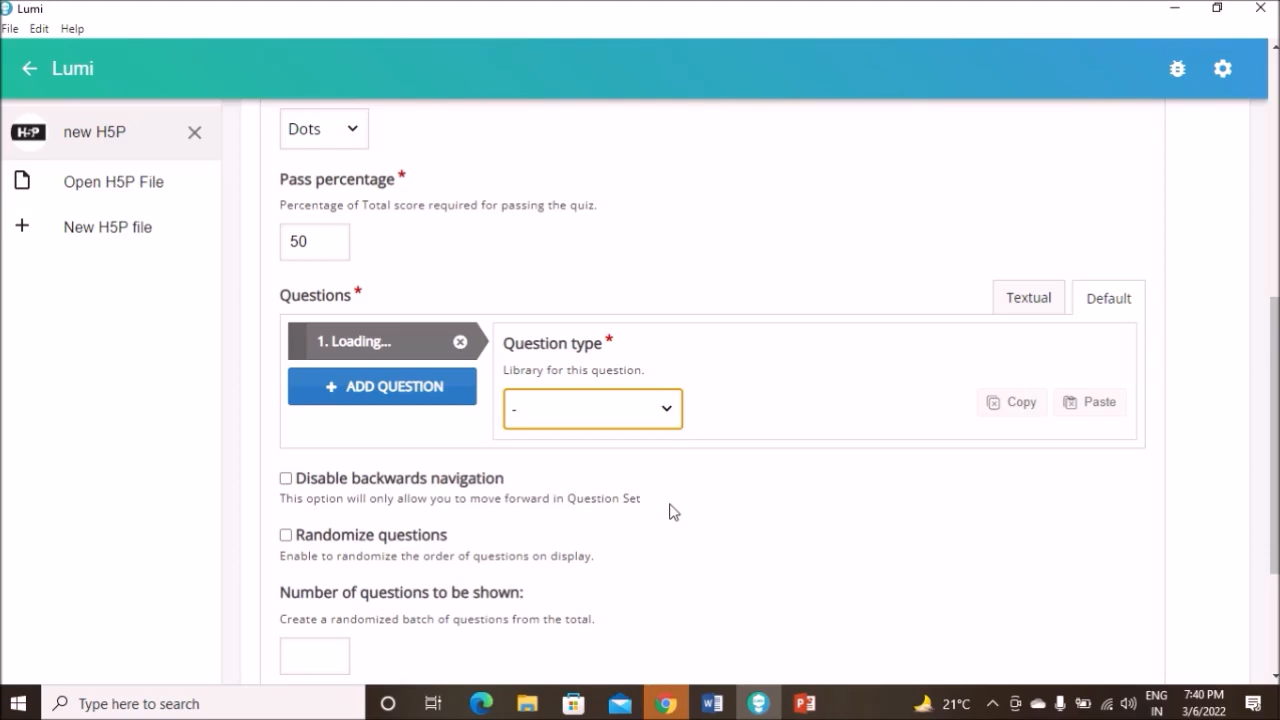 Lumi
File Edit Help
Lumi
H5P new H5P
Open H5P File
New H5P file
Dots
Pass percentage *
Percentage of Total score required for passing the quiz.
50
Questions *
Textual Default
1. Loading...
+ ADD QUESTION
Question type *
Library for this question.
-
Copy Paste
Disable backwards navigation
This option will only allow you to move forward in Question Set
Randomize questions
Enable to randomize the order of questions on display.
Number of questions to be shown:
Create a randomized batch of questions from the total.
Type here to search
21°C
ENG
IN
7:40 PM
3/6/2022